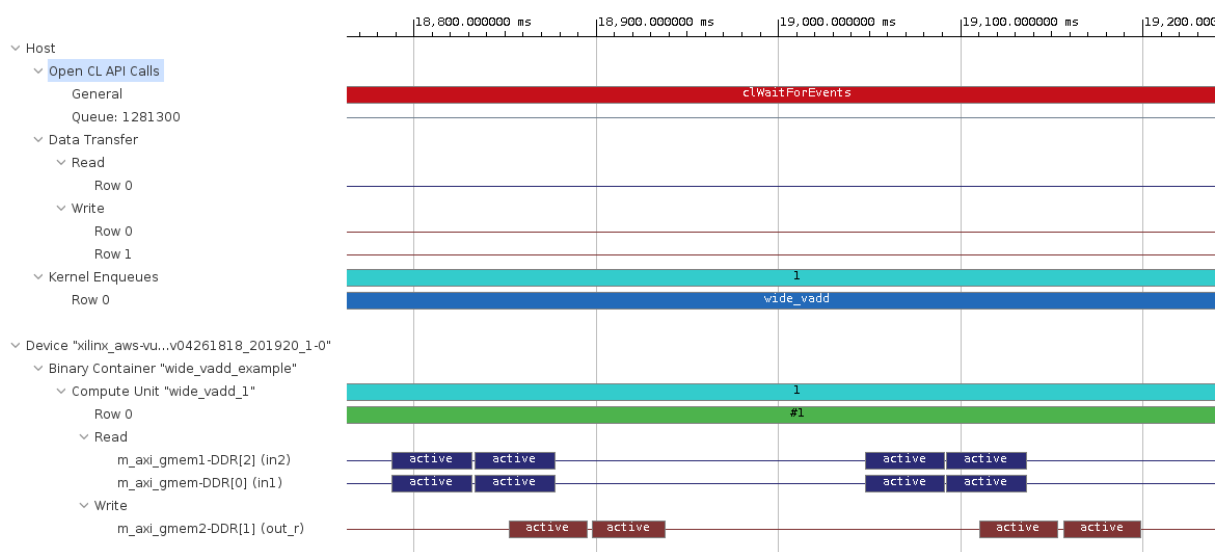 18,800.000000 ms 18,900.000000 ms 19,000.000000 ms 19,100.000000 ms 19,200.00
Host
Open CL API Calls
General clWaitForEvents
Queue: 1281300
Data Transfer
Read
Row 0
Write
Row 0
Row 1
Kernel Enqueues 1
Row 0 wide_vadd
Device "xilinx_aws-vu...v04261818_201920_1-0"
Binary Container "wide_vadd_example"
Compute Unit "wide_vadd_1" 1
Row 0 #1
Read
m_axi_gmem1-DDR[2] (in2) active active active active
m_axi_gmem-DDR[0] (in1) active active active active
Write
m_axi_gmem2-DDR[1] (out_r) active active active active